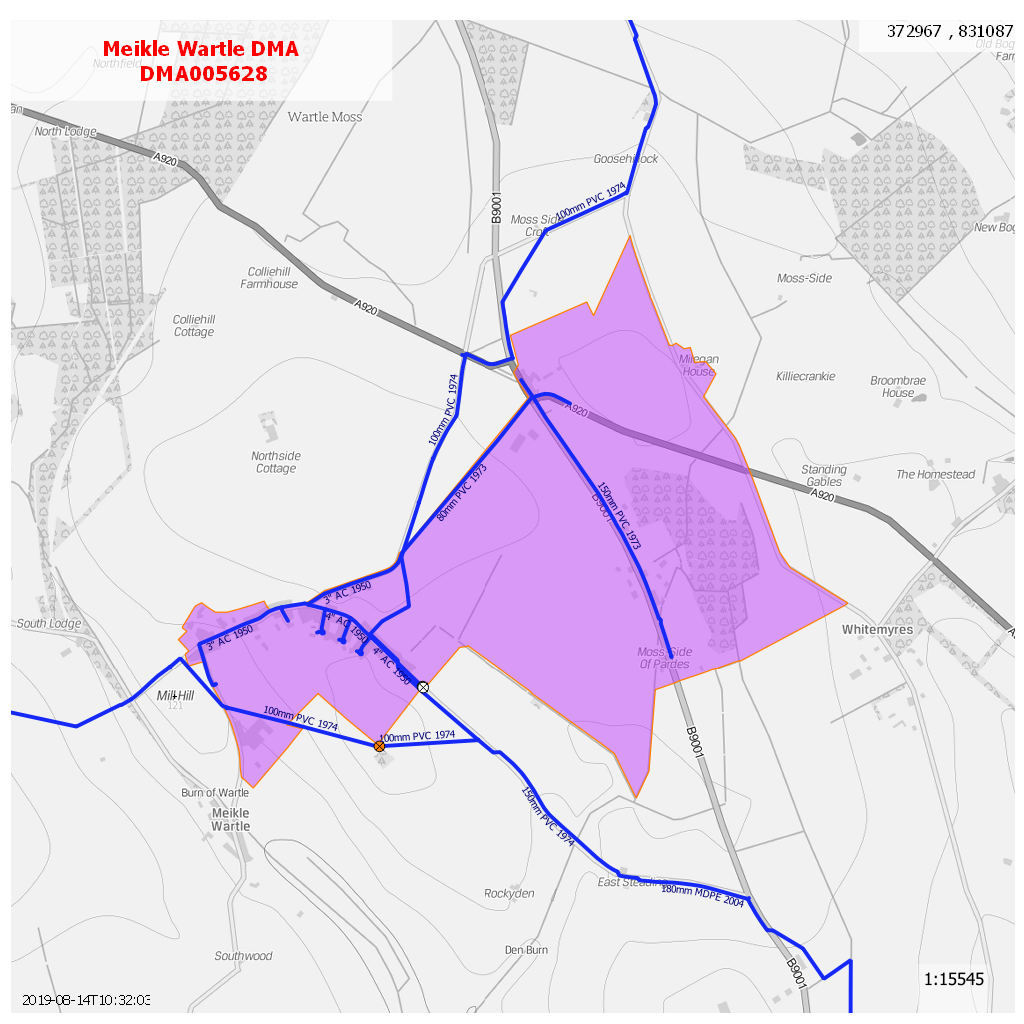 Meikle Wartle DMA
DMA005628
372967 , 831087
Northfield
North Lodge
A920
Wartle Moss
Goosehillock
100mm PVC 1974
B9001
Moss Side
Croft
New Bog
Colliehill
Farmhouse
Moss-Side
A920
Colliehill
Cottage
Milegan
House
Killiecrankie
Broombrae
House
100mm PVC 1974
A920
Northside
Cottage
80mm PVC 1973
Standing
Gables
The Homestead
A920
150mm PVC 1973
B9001
3" AC 1950
4" AC 1950
3" AC 1950
4" AC 1950
South Lodge
Whitemyres
Moss-Side
Of Pardes
Mill Hill
121
100mm PVC 1974
100mm PVC 1974
B9001
Burn of Wartle
Meikle
Wartle
150mm PVC 1974
East Steading
180mm MDPE 2004
Rockyden
Den Burn
Southwood
B9001
1:15545
2019-08-14T10:32:03